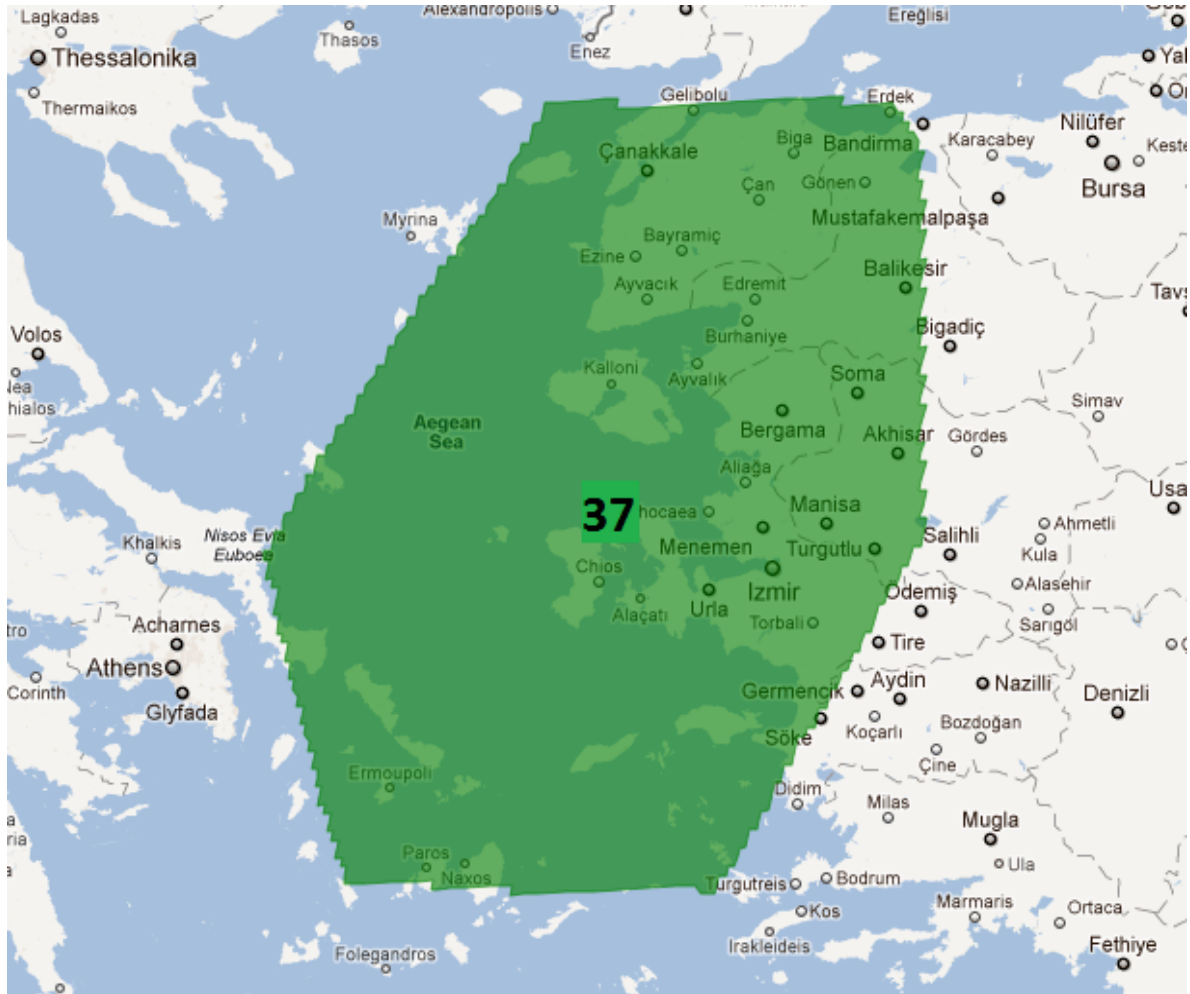 Alexandropolis
Ereğlisi
Lagkadas
Thasos
Enez
Thessalonika
Thermaikos
Gelibolu
Erdek
Nilüfer
Karacabey
Biga
Bandirma
Çanakkale
Bursa
Çan
Gönen
Myrina
Mustafakemalpaşa
Bayramiç
Ezine
Balikesir
Ayvacık
Edremit
Volos
Burhaniye
Bigadiç
Kalloni
Ayvalık
Soma
Simav
Aegean
Sea
Bergama
Akhisar
Gördes
Aliağa
37
hocaea
Manisa
Ahmetli
Nisos Evia
Euboea
Khalkis
Menemen
Turgutlu
Salihli
Kula
Chios
Izmir
Alasehir
Alaçatı
Urla
Ödemiş
Torbali
Sarıgöl
Acharnes
Tire
Athens
Corinth
Glyfada
Germencik
Aydin
Nazilli
Denizli
Koçarlı
Bozdoğan
Söke
Çine
Ermoupoli
Didim
Milas
Mugla
Paros
Naxos
Ula
Turgutreis
Bodrum
Kos
Marmaris
Ortaca
Irakleideis
Folegandros
Fethiye